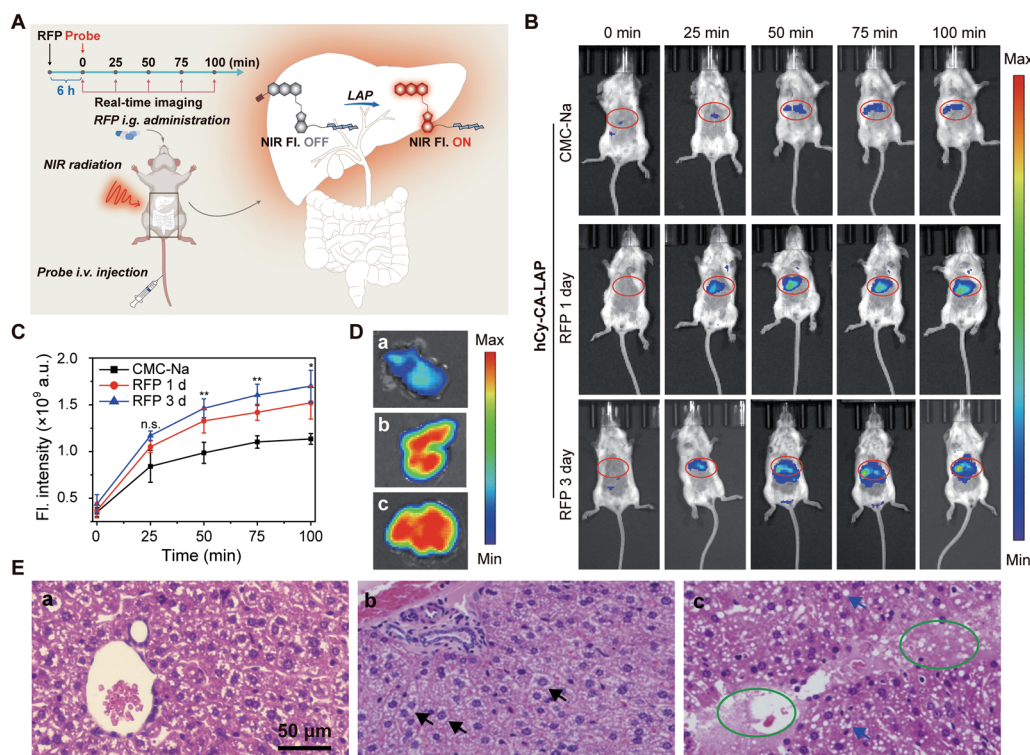 A
RFP Probe
0 25 50 75 100 (min)
6 h
Real-time imaging
RFP i.g. administration
NIR radiation
Probe i.v. injection
LAP
NIR Fl. OFF
NIR Fl. ON
B
0 min 25 min 50 min 75 min 100 min
CMC-Na
RFP 1 day
RFP 3 day
hCy-CA-LAP
Max
Min
C
Fl. intensity (×10⁹ a.u.)
2.0
1.5
1.0
0.5
CMC-Na
RFP 1 d
RFP 3 d
n.s.
**
**
*
0 25 50 75 100
Time (min)
D
a
b
c
Max
Min
E
a
50 μm
b
c